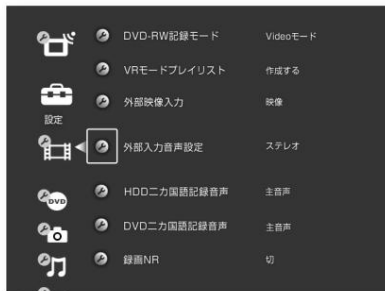 DVD-RW記録モード Videoモード
VRモードプレイリスト 作成する
外部映像入力 映像
設定
外部入力音声設定 ステレオ
HDD二カ国語記録音声 主音声
DVD
DVD二カ国語記録音声 主音声
録画NR 切